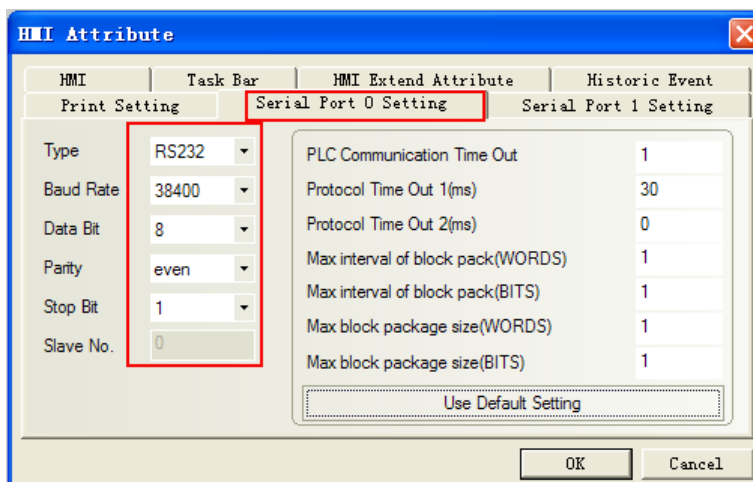 HMI Attribute
HMI Task Bar HMI Extend Attribute Historic Event
Print Setting Serial Port 0 Setting Serial Port 1 Setting
Type RS232
Baud Rate 38400
Data Bit 8
Parity even
Stop Bit 1
Slave No. 0
PLC Communication Time Out 1
Protocol Time Out 1(ms) 30
Protocol Time Out 2(ms) 0
Max interval of block pack(WORDS) 1
Max interval of block pack(BITS) 1
Max block package size(WORDS) 1
Max block package size(BITS) 1
Use Default Setting
OK Cancel